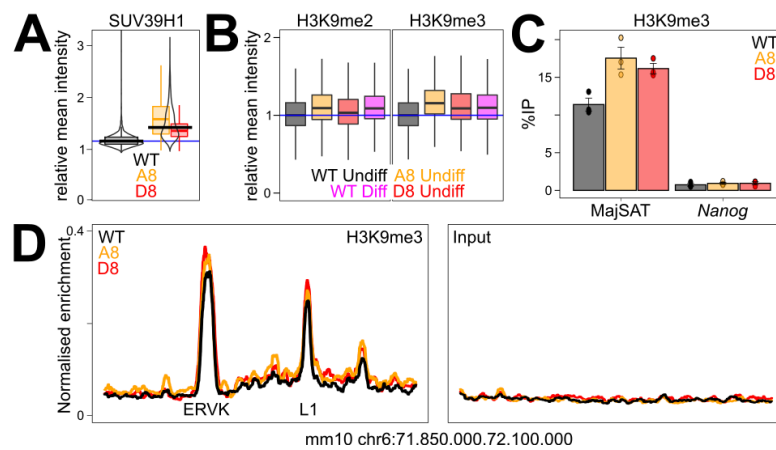 A
SUV39H1
relative mean intensity
3
2
1
0
WT
A8
D8
B
H3K9me2
H3K9me3
relative mean intensity
2
1
0
WT Undiff A8 Undiff
WT Diff D8 Undiff
C
H3K9me3
WT
A8
D8
%IP
15
10
5
0
MajSAT
Nanog
D
Normalised enrichment
0.4
0
WT
A8
D8
H3K9me3
Input
ERVK
L1
mm10 chr6:71.850.000.72.100.000